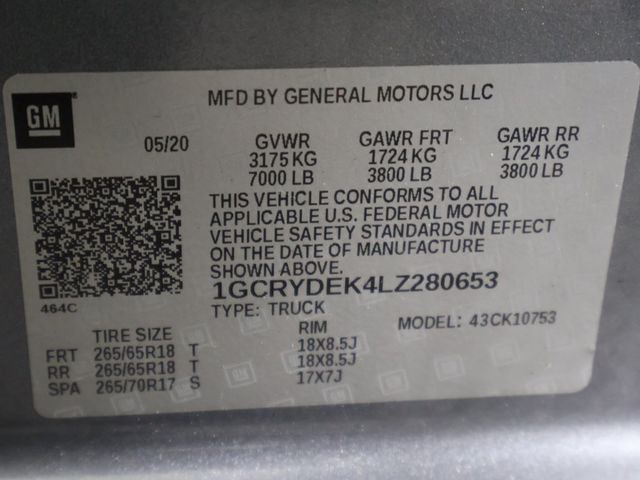 GM
MFD BY GENERAL MOTORS LLC
05/20 GVWR GAWR FRT GAWR RR
3175 KG 1724 KG 1724 KG
7000 LB 3800 LB 3800 LB
THIS VEHICLE CONFORMS TO ALL
APPLICABLE U.S. FEDERAL MOTOR
VEHICLE SAFETY STANDARDS IN EFFECT
ON THE DATE OF MANUFACTURE
SHOWN ABOVE.
464C
1GCRYDEK4LZ280653
TYPE: TRUCK MODEL: 43CK10753
TIRE SIZE RIM
FRT 265/65R18 T 18X8.5J
RR 265/65R18 T 18X8.5J
SPA 265/70R17 S 17X7J